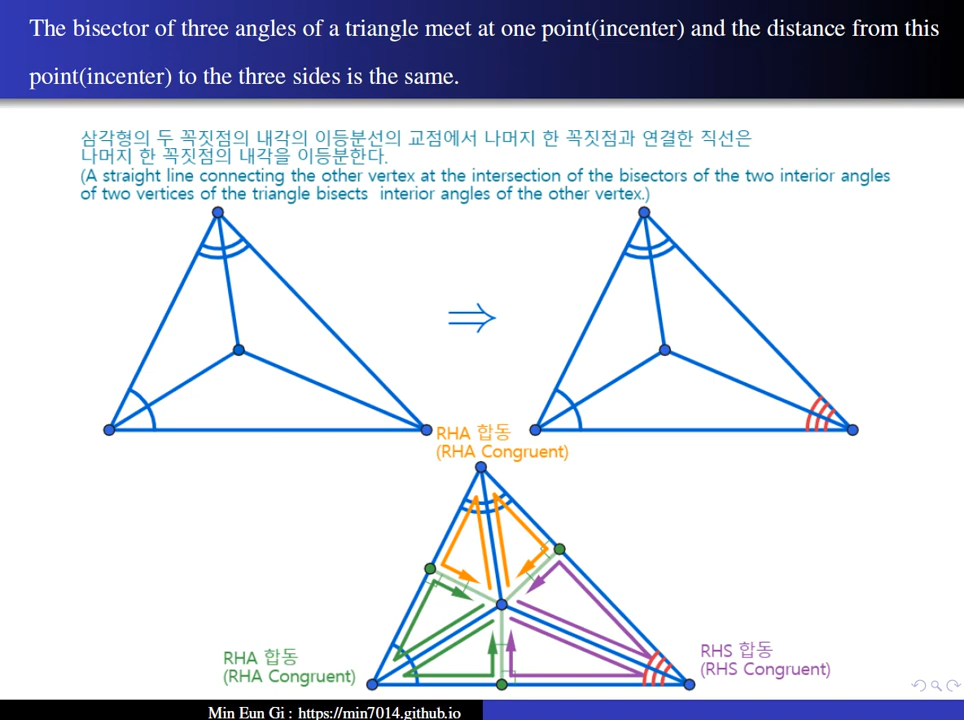 The bisector of three angles of a triangle meet at one point(incenter) and the distance from this
point(incenter) to the three sides is the same.
삼각형의 두 꼭짓점의 내각의 이등분선의 교점에서 나머지 한 꼭짓점과 연결한 직선은
나머지 한 꼭짓점의 내각을 이등분한다.
(A straight line connecting the other vertex at the intersection of the bisectors of the two interior angles
of two vertices of the triangle bisects interior angles of the other vertex.)
⇒
RHA 합동
(RHA Congruent)
RHA 합동
(RHA Congruent)
RHS 합동
(RHS Congruent)
Min Eun Gi : https://min7014.github.io